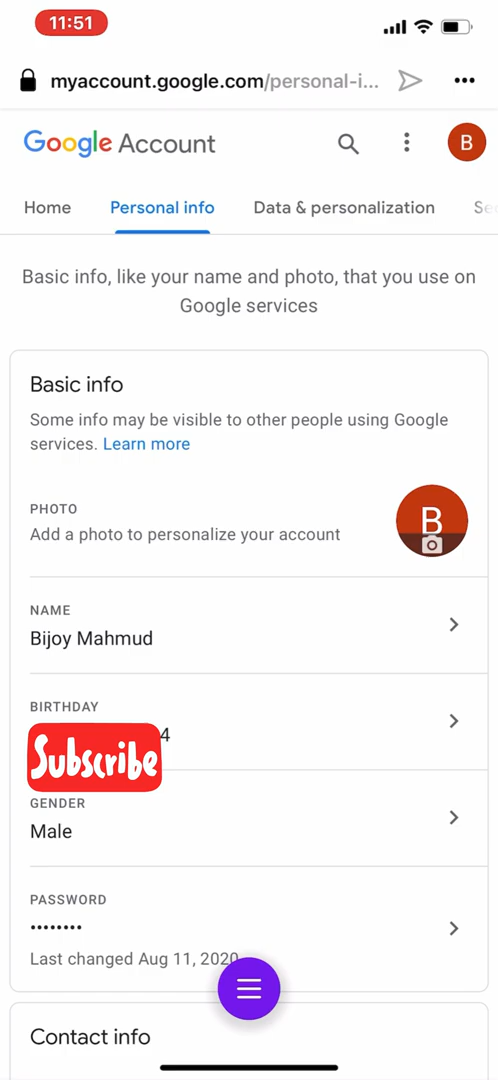 11:51
myaccount.google.com/personal-i...
Google Account
B
Home Personal info Data & personalization Se
Basic info, like your name and photo, that you use on
Google services
Basic info
Some info may be visible to other people using Google
services. Learn more
PHOTO
Add a photo to personalize your account
B
NAME
Bijoy Mahmud
BIRTHDAY
4
Subscribe
GENDER
Male
PASSWORD
••••••••
Last changed Aug 11, 2020
Contact info